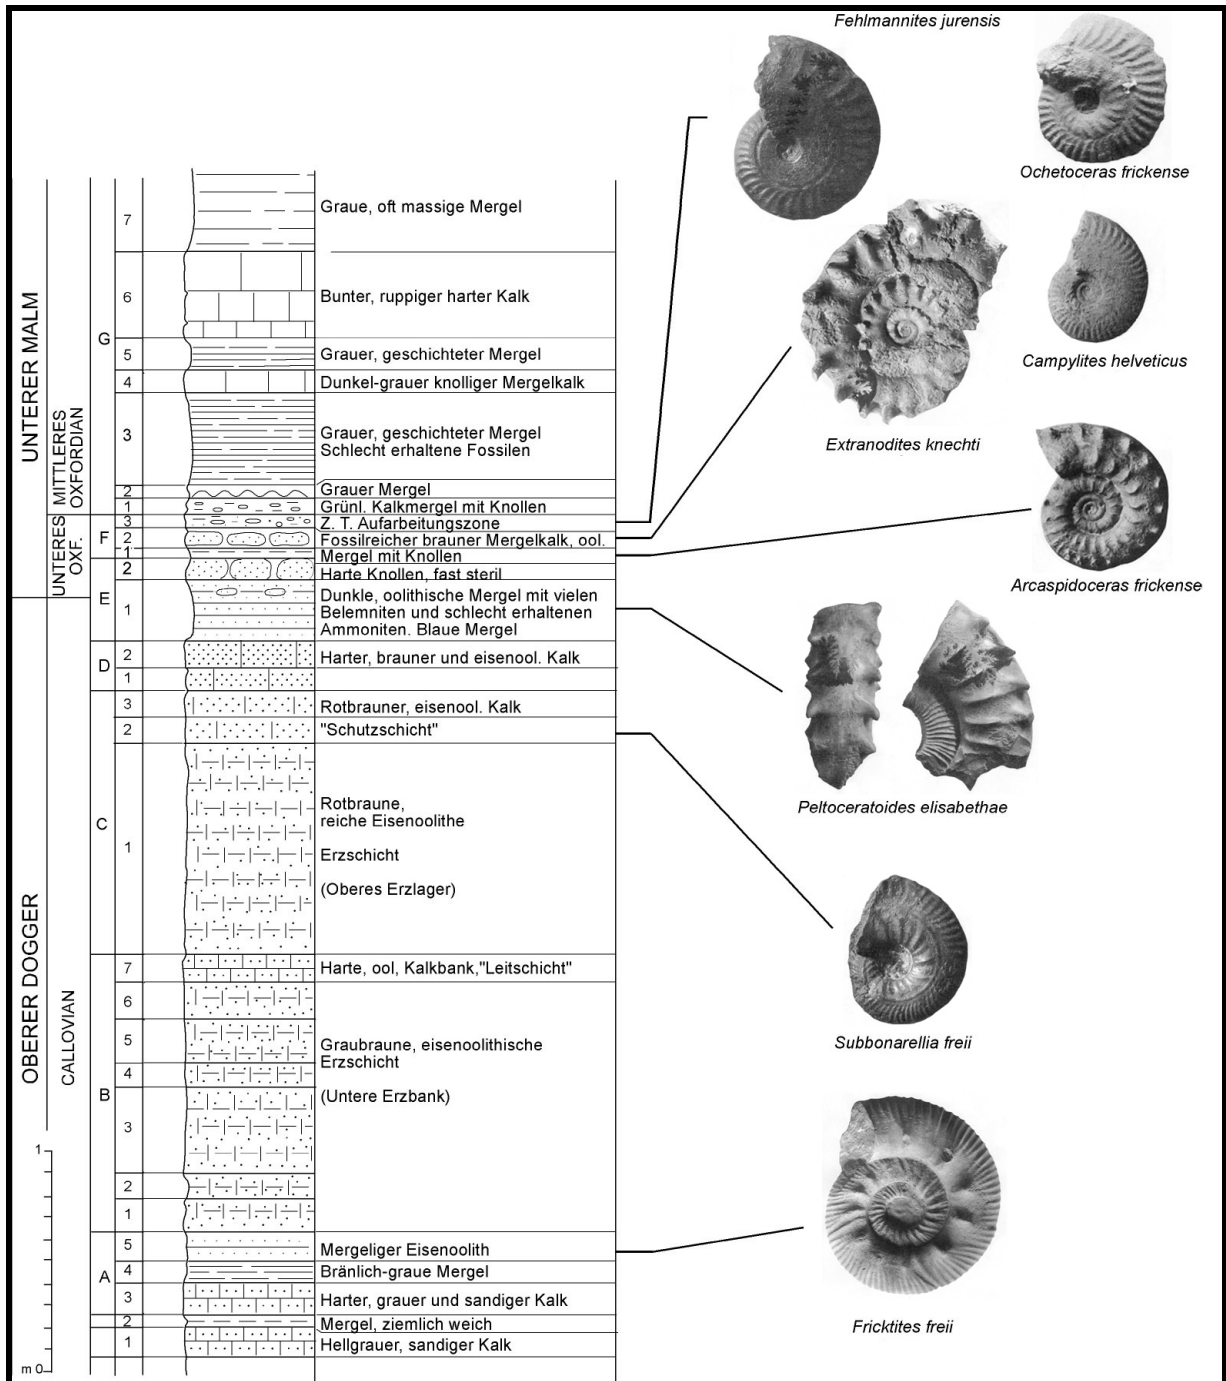 Fehlmannites jurensis
Ochetoceras frickense
Campylites helveticus
Extranodites knechti
Arcaspidoceras frickense
Peltoceratoides elisabethae
Subbonarellia freii
Fricktites freii
UNTERER MALM
MITTLERES
OXFORDIAN
UNTERES
OXF.
OBERER DOGGER
CALLOVIAN
G
7
Graue, oft massige Mergel
6
Bunter, ruppiger harter Kalk
5
Grauer, geschichteter Mergel
4
Dunkel-grauer knolliger Mergelkalk
3
Grauer, geschichteter Mergel
Schlecht erhaltene Fossilen
2
Grauer Mergel
1
Grünl. Kalkmergel mit Knollen
F
3
Z. T. Aufarbeitungszone
2
Fossilreicher brauner Mergelkalk, ool.
1
Mergel mit Knollen
E
2
Harte Knollen, fast steril
1
Dunkle, oolithische Mergel mit vielen
Belemniten und schlecht erhaltenen
Ammoniten. Blaue Mergel
D
2
Harter, brauner und eisenool. Kalk
1
C
3
Rotbrauner, eisenool. Kalk
2
"Schutzschicht"
1
Rotbraune,
reiche Eisenoolithe
Erzschicht
(Oberes Erzlager)
B
7
Harte, ool, Kalkbank,"Leitschicht"
6
5
Graubraune, eisenoolithische
Erzschicht
4
(Untere Erzbank)
3
2
1
A
5
Mergeliger Eisenoolith
4
Bränlich-graue Mergel
3
Harter, grauer und sandiger Kalk
2
Mergel, ziemlich weich
1
Hellgrauer, sandiger Kalk
1
m 0